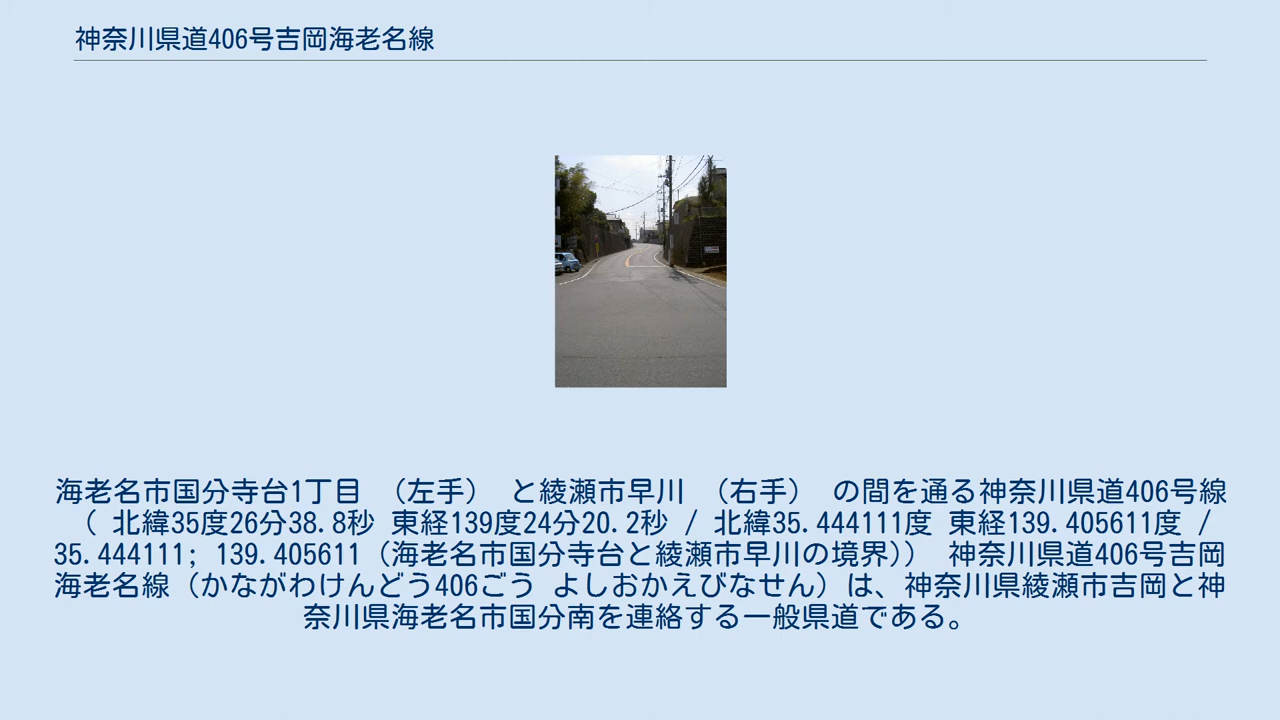 神奈川県道406号吉岡海老名線
海老名市国分寺台1丁目 （左手） と綾瀬市早川 （右手） の間を通る神奈川県道406号線
（ 北緯35度26分38.8秒 東経139度24分20.2秒 / 北緯35.444111度 東経139.405611度 /
35.444111; 139.405611（海老名市国分寺台と綾瀬市早川の境界）） 神奈川県道406号吉岡
海老名線（かながわけんどう406ごう よしおかえびなせん）は、神奈川県綾瀬市吉岡と神
奈川県海老名市国分南を連絡する一般県道である。